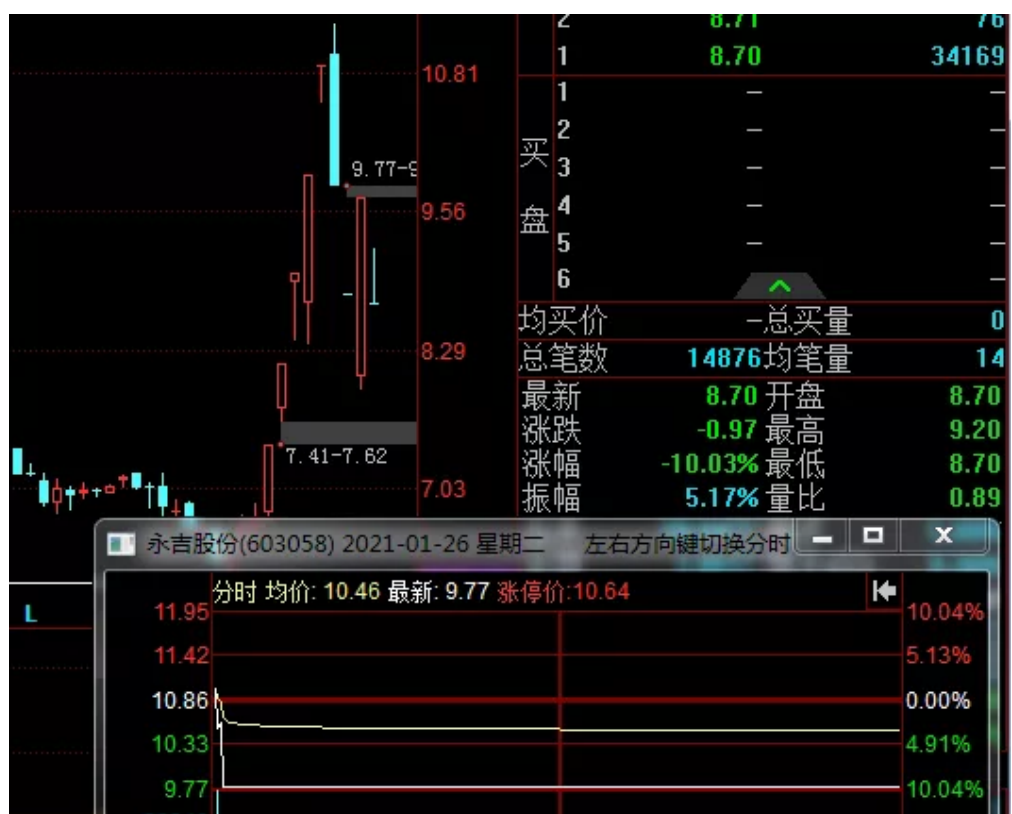 2 8.71 76
1 8.70 34169
10.81
9.77-9
9.56
8.29
7.41-7.62
7.03
买盘
1 — —
2 — —
3 — —
4 — —
5 — —
6 — —
均买价 —总买量 0
总笔数 14876均笔量 14
最新 8.70 开盘 8.70
涨跌 -0.97 最高 9.20
涨幅 -10.03% 最低 8.70
振幅 5.17% 量比 0.89
永吉股份(603058) 2021-01-26 星期二 左右方向键切换分时
分时 均价: 10.46 最新: 9.77 涨停价:10.64
L
11.95 10.04%
11.42 5.13%
10.86 0.00%
10.33 4.91%
9.77 10.04%